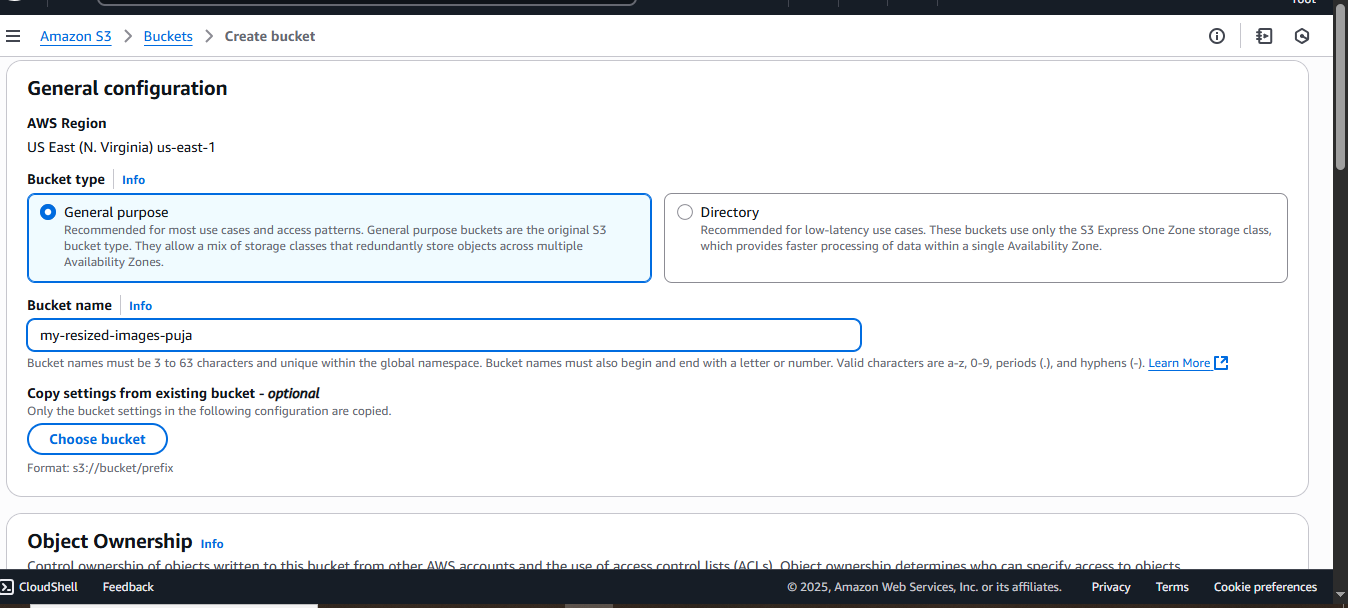 Amazon S3 > Buckets > Create bucket
General configuration
AWS Region
US East (N. Virginia) us-east-1
Bucket type Info
General purpose
Recommended for most use cases and access patterns. General purpose buckets are the original S3
bucket type. They allow a mix of storage classes that redundantly store objects across multiple
Availability Zones.
Directory
Recommended for low-latency use cases. These buckets use only the S3 Express One Zone storage class,
which provides faster processing of data within a single Availability Zone.
Bucket name Info
my-resized-images-puja
Bucket names must be 3 to 63 characters and unique within the global namespace. Bucket names must also begin and end with a letter or number. Valid characters are a-z, 0-9, periods (.), and hyphens (-). Learn More
Copy settings from existing bucket - optional
Only the bucket settings in the following configuration are copied.
Choose bucket
Format: s3://bucket/prefix
Object Ownership Info
Control ownership of objects written to this bucket from other AWS accounts and the use of access control lists (ACLs). Object ownership determines who can specify access to objects.
CloudShell Feedback © 2025, Amazon Web Services, Inc. or its affiliates. Privacy Terms Cookie preferences